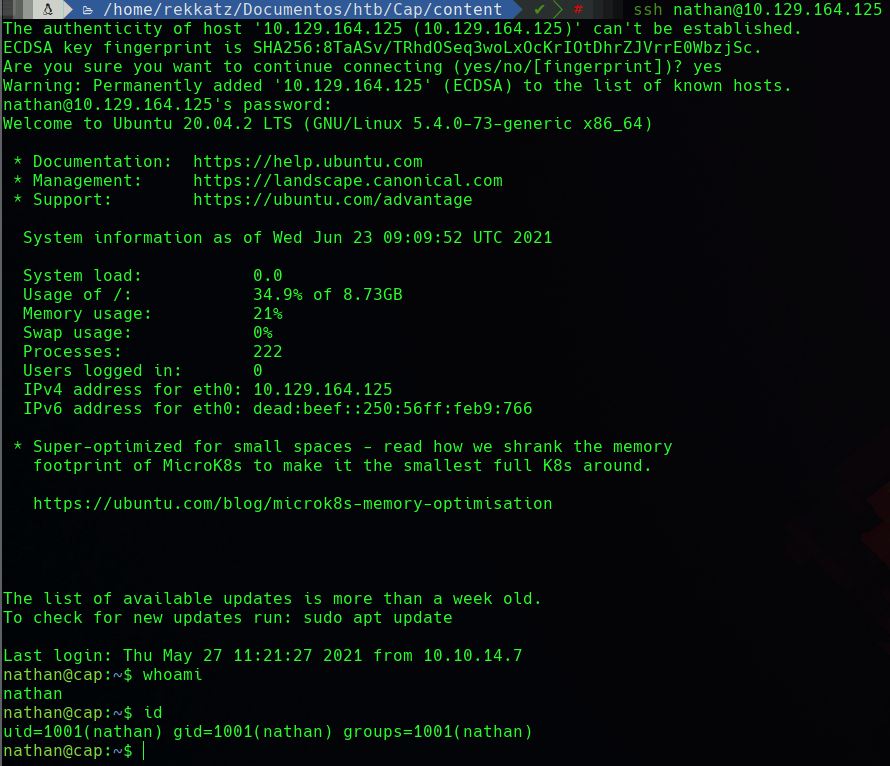 /home/rekkatz/Documentos/htb/Cap/content ✔ # ssh nathan@10.129.164.125
The authenticity of host '10.129.164.125 (10.129.164.125)' can't be established.
ECDSA key fingerprint is SHA256:8TaASv/TRhdOSeq3woLxOcKrIOtDhrZJVrrE0WbzjSc.
Are you sure you want to continue connecting (yes/no/[fingerprint])? yes
Warning: Permanently added '10.129.164.125' (ECDSA) to the list of known hosts.
nathan@10.129.164.125's password:
Welcome to Ubuntu 20.04.2 LTS (GNU/Linux 5.4.0-73-generic x86_64)

 * Documentation:  https://help.ubuntu.com
 * Management:     https://landscape.canonical.com
 * Support:        https://ubuntu.com/advantage

  System information as of Wed Jun 23 09:09:52 UTC 2021

  System load:           0.0
  Usage of /:            34.9% of 8.73GB
  Memory usage:          21%
  Swap usage:            0%
  Processes:             222
  Users logged in:       0
  IPv4 address for eth0: 10.129.164.125
  IPv6 address for eth0: dead:beef::250:56ff:feb9:766

 * Super-optimized for small spaces - read how we shrank the memory
   footprint of MicroK8s to make it the smallest full K8s around.

   https://ubuntu.com/blog/microk8s-memory-optimisation

The list of available updates is more than a week old.
To check for new updates run: sudo apt update

Last login: Thu May 27 11:21:27 2021 from 10.10.14.7
nathan@cap:~$ whoami
nathan
nathan@cap:~$ id
uid=1001(nathan) gid=1001(nathan) groups=1001(nathan)
nathan@cap:~$